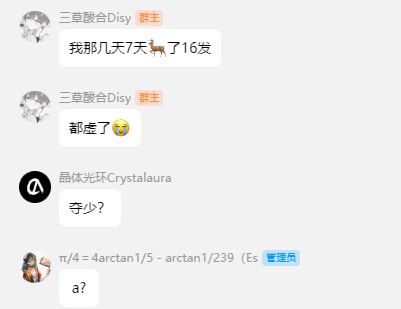 三草酸合Disy 群主
我那几天7天🦌了16发
三草酸合Disy 群主
都虚了😭
晶体光环Crystalaura
夺少?
π/4 = 4arctan1/5 - arctan1/239（Es 管理员
a?